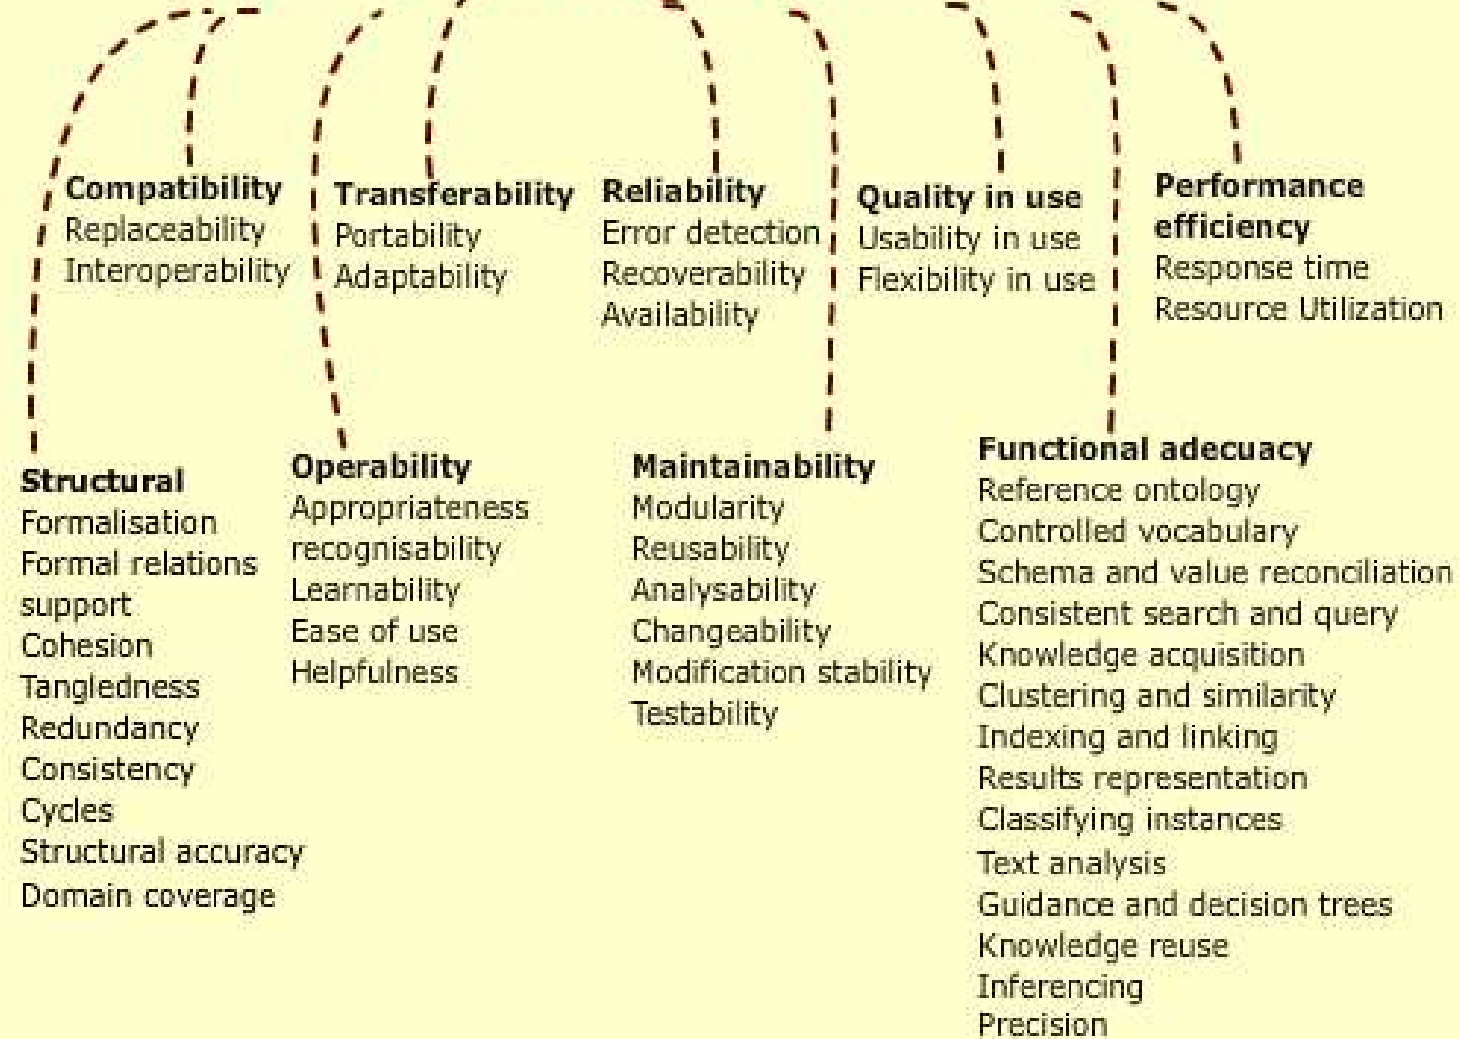 Compatibility
Replaceability
Interoperability
Transferability
Portability
Adaptability
Reliability
Error detection
Recoverability
Availability
Quality in use
Usability in use
Flexibility in use
Performance
efficiency
Response time
Resource Utilization
Structural
Formalisation
Formal relations
support
Cohesion
Tangledness
Redundancy
Consistency
Cycles
Structural accuracy
Domain coverage
Operability
Appropriateness
recognisability
Learnability
Ease of use
Helpfulness
Maintainability
Modularity
Reusability
Analysability
Changeability
Modification stability
Testability
Functional adecuacy
Reference ontology
Controlled vocabulary
Schema and value reconciliation
Consistent search and query
Knowledge acquisition
Clustering and similarity
Indexing and linking
Results representation
Classifying instances
Text analysis
Guidance and decision trees
Knowledge reuse
Inferencing
Precision